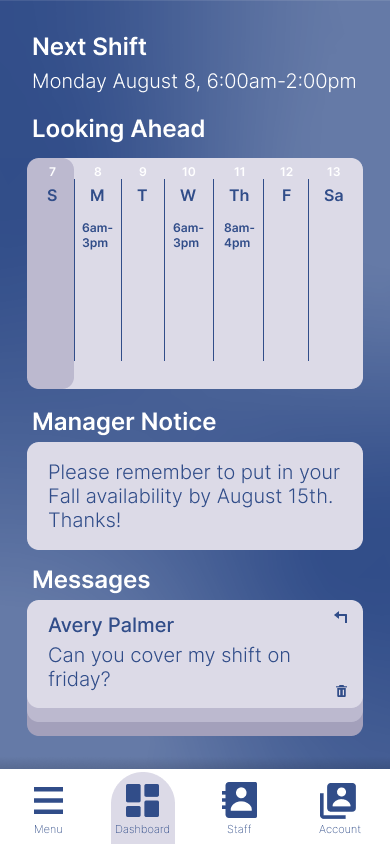 Next Shift
Monday August 8, 6:00am-2:00pm
Looking Ahead
7 8 9 10 11 12 13
S M T W Th F Sa
6am- 6am- 8am-
3pm 3pm 4pm
Manager Notice
Please remember to put in your
Fall availability by August 15th.
Thanks!
Messages
Avery Palmer
Can you cover my shift on
friday?
Menu Dashboard Staff Account